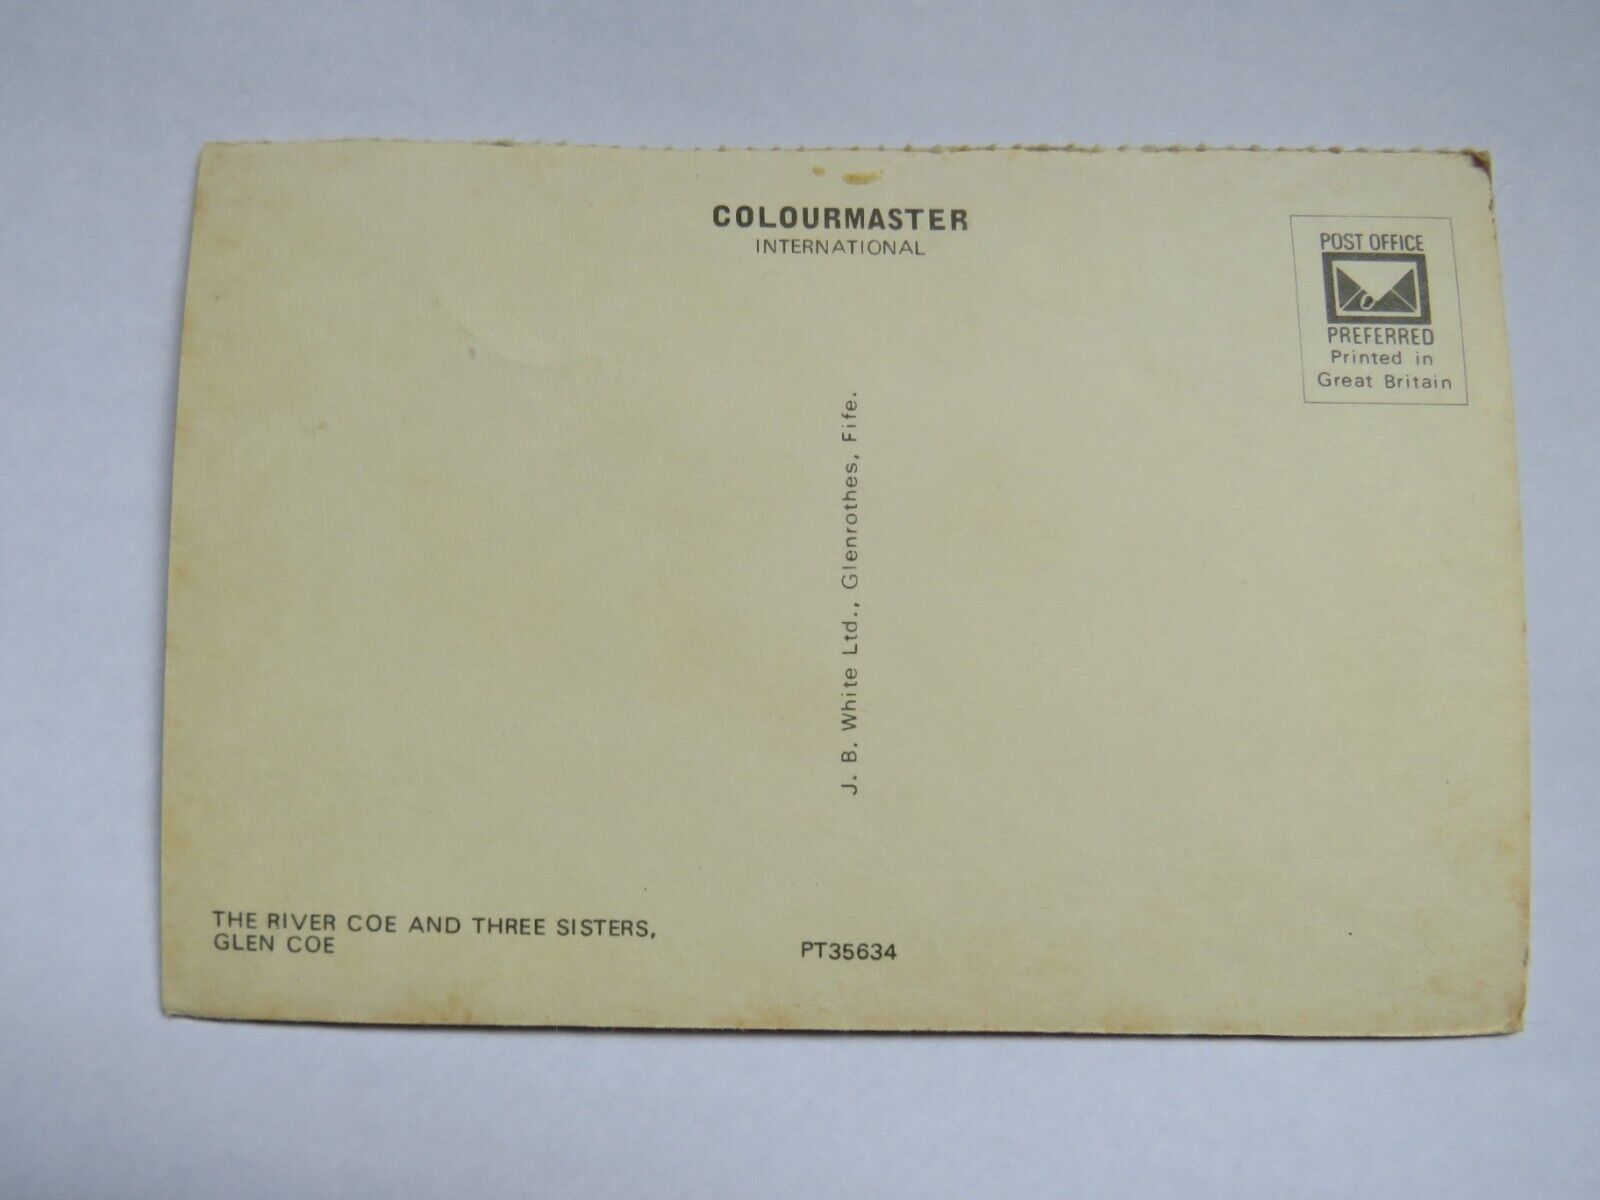 COLOURMASTER
INTERNATIONAL
POST OFFICE
PREFERRED
Printed in
Great Britain
J. B. White Ltd., Glenrothes, Fife.
THE RIVER COE AND THREE SISTERS,
GLEN COE
PT35634